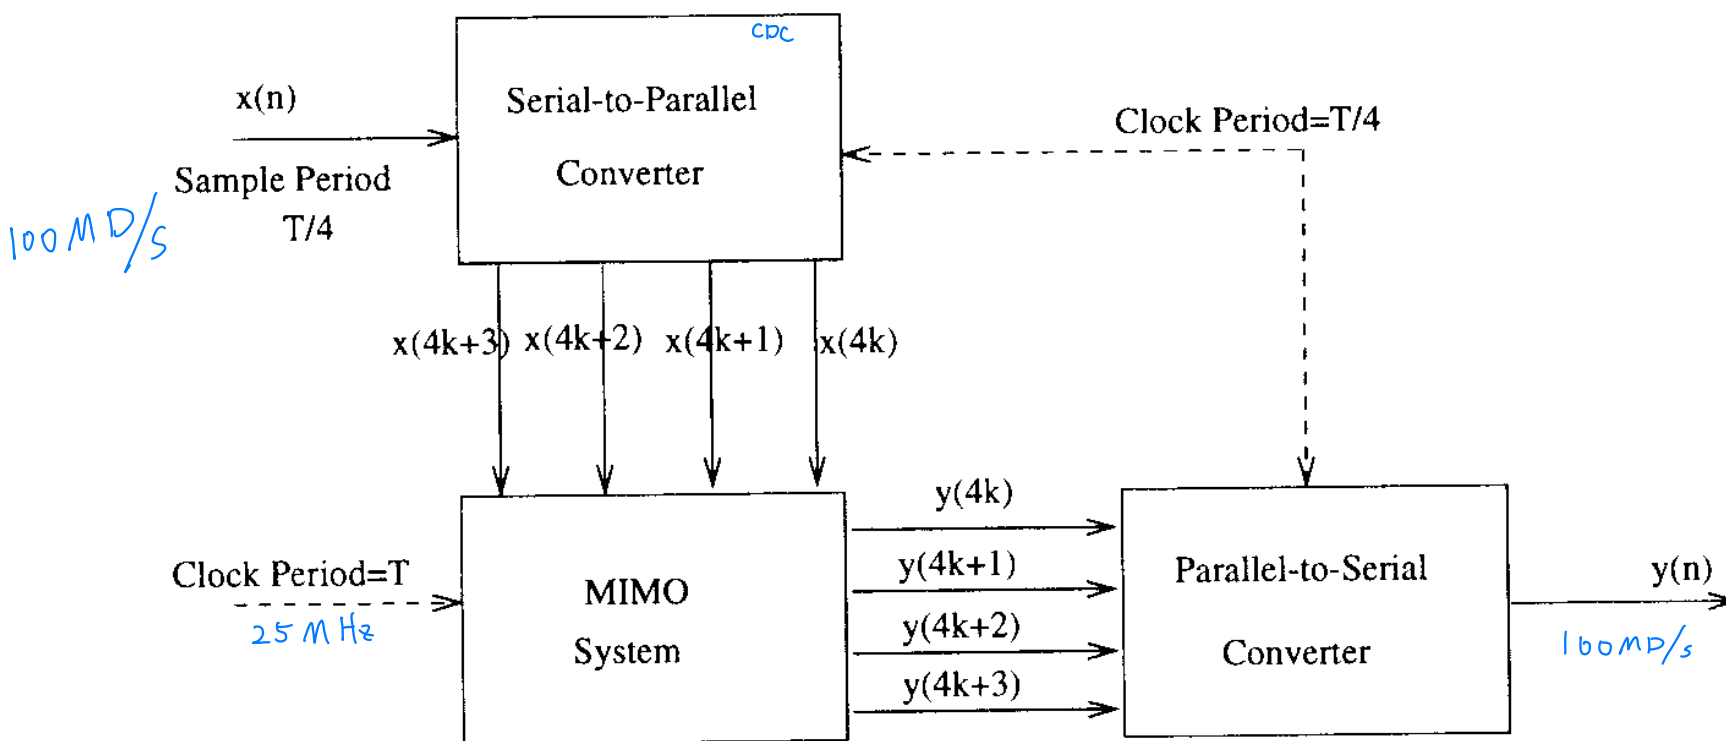 CDC
x(n)
Serial-to-Parallel
Converter
Clock Period=T/4
Sample Period
T/4
100MD/S
x(4k+3)
x(4k+2)
x(4k+1)
x(4k)
y(4k)
Clock Period=T
25MHz
MIMO
System
y(4k+1)
y(4k+2)
y(4k+3)
Parallel-to-Serial
Converter
y(n)
100MD/s